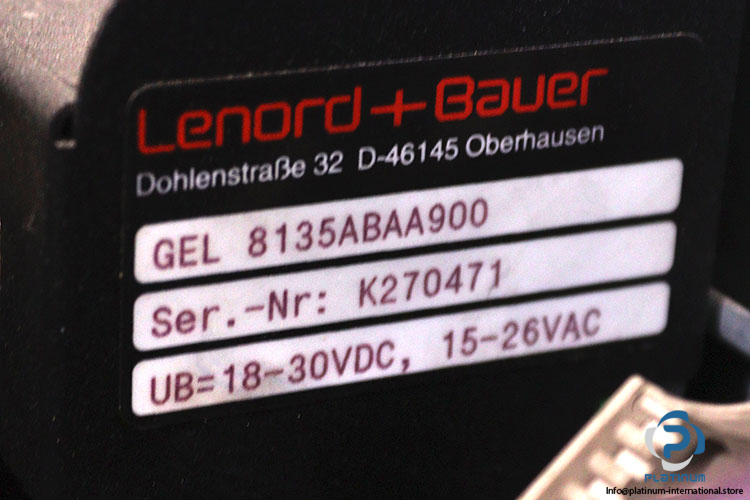 Lenord+Bauer
Dohlenstraße 32 D-46145 Oberhausen
GEL 8135ABAA900
Ser.-Nr: K270471
UB=18-30VDC, 15-26VAC
PLATINUM
Info@platinum-international.store